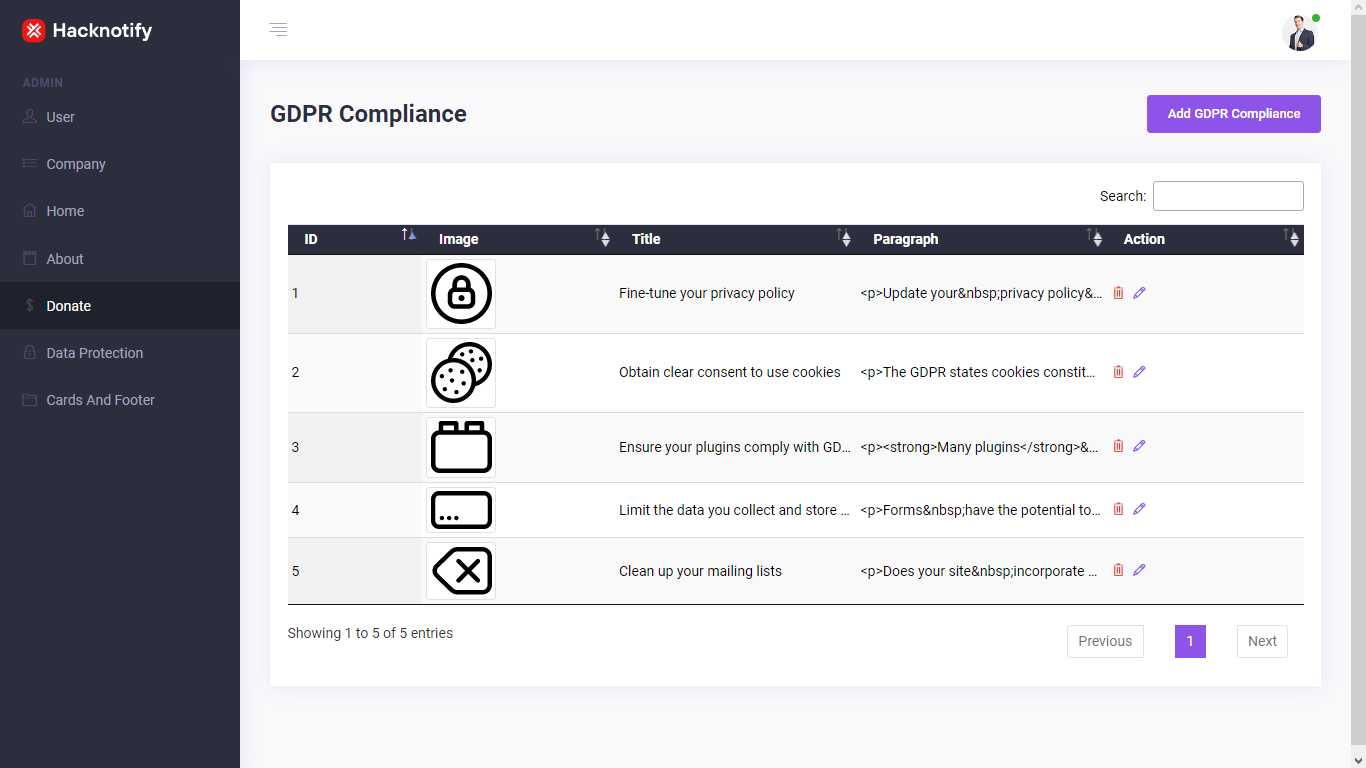 Hacknotify
ADMIN
User
Company
Home
About
Donate
Data Protection
Cards And Footer
GDPR Compliance
Add GDPR Compliance
Search:
ID Image Title Paragraph Action
1 Fine-tune your privacy policy <p>Update your&nbsp;privacy policy&...
2 Obtain clear consent to use cookies <p>The GDPR states cookies constit...
3 Ensure your plugins comply with GD... <p><strong>Many plugins</strong>&...
4 Limit the data you collect and store ... <p>Forms&nbsp;have the potential to...
5 Clean up your mailing lists <p>Does your site&nbsp;incorporate ...
Showing 1 to 5 of 5 entries
Previous 1 Next